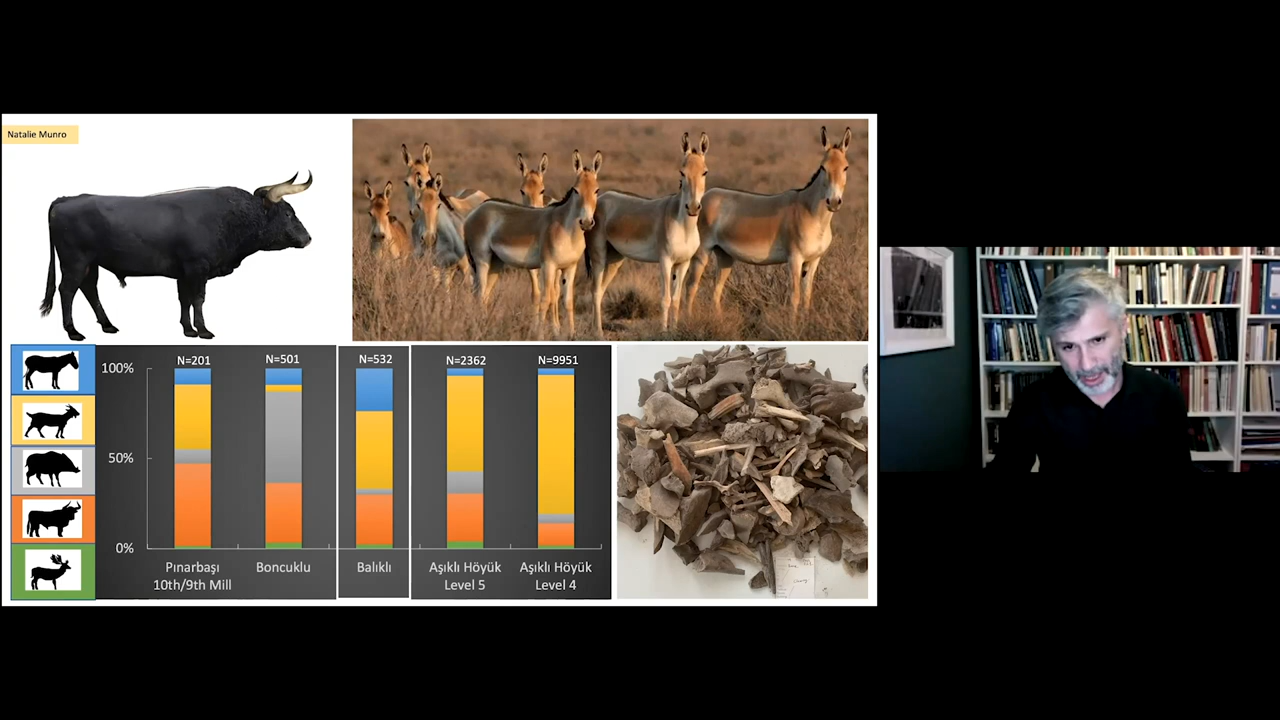 Natalie Munro
N=201
N=501
N=532
N=2362
N=9951
100%
50%
0%
Pınarbaşı
10th/9th Mill
Boncuklu
Balıklı
Aşıklı Höyük
Level 5
Aşıklı Höyük
Level 4